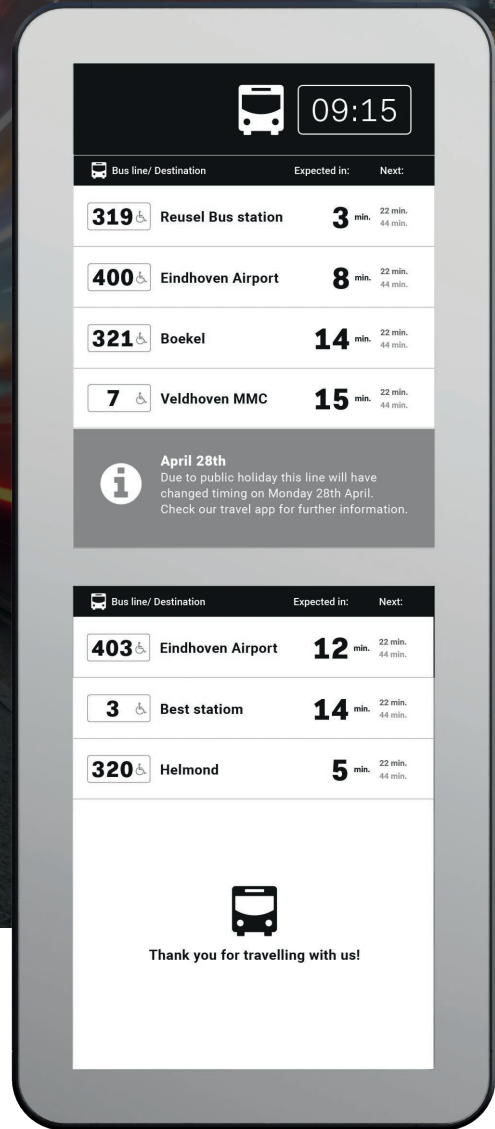 09:15
Bus line/ Destination Expected in: Next:
319 Reusel Bus station 3 min. 22 min.
44 min.
400 Eindhoven Airport 8 min. 22 min.
44 min.
321 Boekel 14 min. 22 min.
44 min.
7 Veldhoven MMC 15 min. 22 min.
44 min.
April 28th
Due to public holiday this line will have
changed timing on Monday 28th April.
Check our travel app for further information.
Bus line/ Destination Expected in: Next:
403 Eindhoven Airport 12 min. 22 min.
44 min.
3 Best statiom 14 min. 22 min.
44 min.
320 Helmond 5 min. 22 min.
44 min.
Thank you for travelling with us!